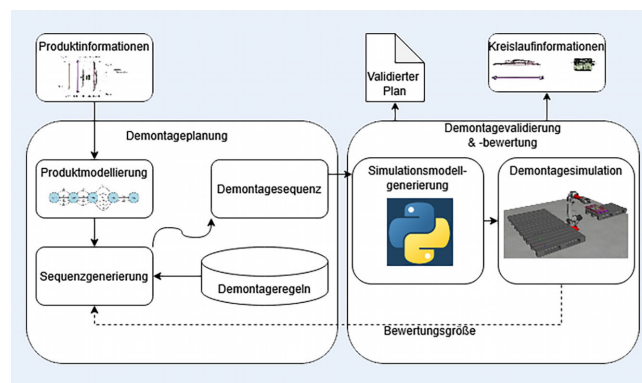 Produktinformationen
Validierter
Plan
Kreislaufinformationen
Demontageplanung
Demontagevalidierung
& -bewertung
Produktmodellierung
Demontagesequenz
Simulationsmodell-
generierung
Demontagesimulation
Sequenzgenerierung
Demontageregeln
Bewertungsgröße